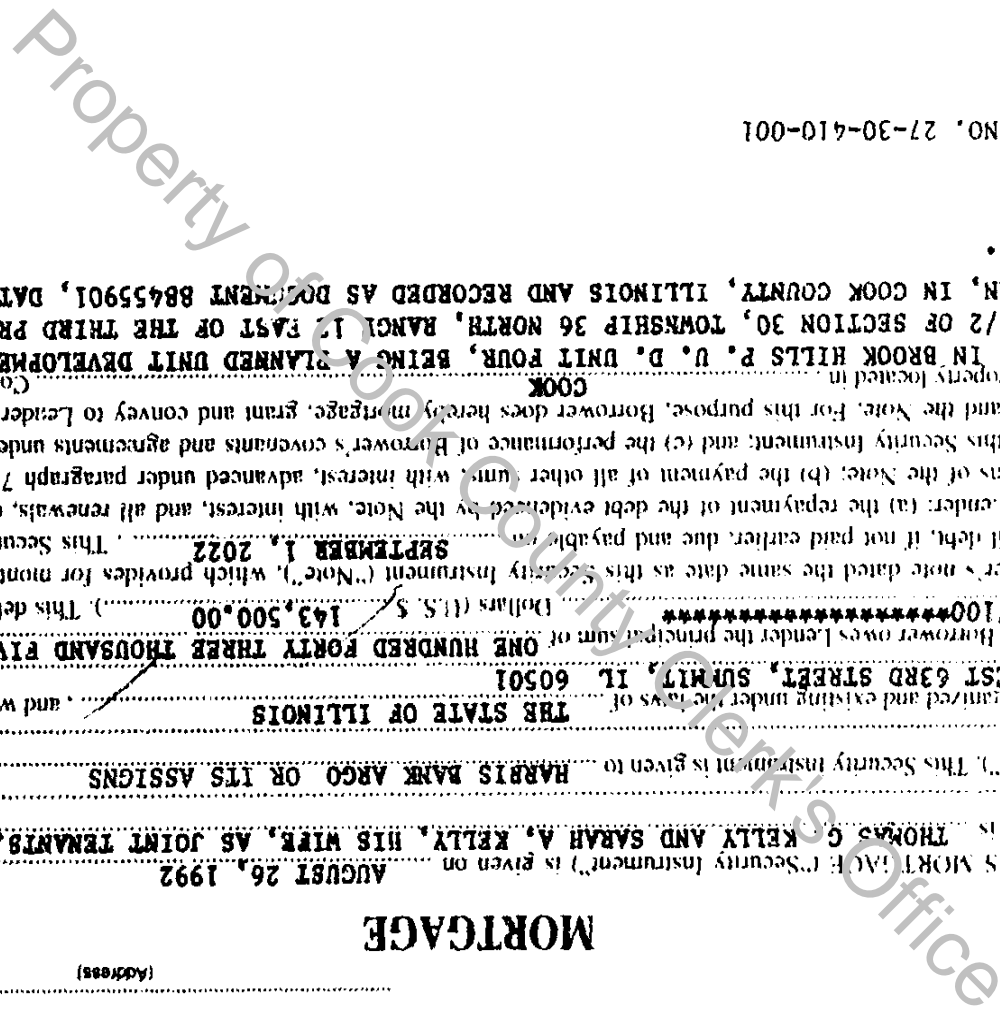 (Address)
MORTGAGE
S MORTGAGE ("Security Instrument") is given on AUGUST 26, 1992
is THOMAS G. KELLY AND SARAH A. KELLY, HIS WIFE, AS JOINT TENANTS,
"). This Security Instrument is given to HARRIS BANK ARGO OR ITS ASSIGNS
anized and existing under the laws of THE STATE OF ILLINOIS , and w
EST 63RD STREET, SUMMIT, IL 60501
Borrower owes Lender the principal sum of ONE HUNDRED FORTY THREE THOUSAND FIV
/100******************** Dollars (U.S. $ 143,500.00 ). This deb
er's note dated the same date as this Security Instrument ("Note"), which provides for mont
ll debt, if not paid earlier, due and payable on SEPTEMBER 1, 2022 . This Secur
ender: (a) the repayment of the debt evidenced by the Note, with interest, and all renewals, e
ns of the Note; (b) the payment of all other sums, with interest, advanced under paragraph 7
this Security Instrument; and (c) the performance of Borrower's covenants and agreements unde
and the Note. For this purpose, Borrower does hereby mortgage, grant and convey to Lender
operty located in COOK Co
IN BROOK HILLS P. U. D. UNIT FOUR, BEING A PLANNED UNIT DEVELOPME
/2 OF SECTION 30, TOWNSHIP 36 NORTH, RANGE 12 EAST OF THE THIRD PR
N, IN COOK COUNTY, ILLINOIS AND RECORDED AS DOCUMENT 88455901, DAT
.
NO. 27-30-410-001
Property of Cook County Clerk's Office